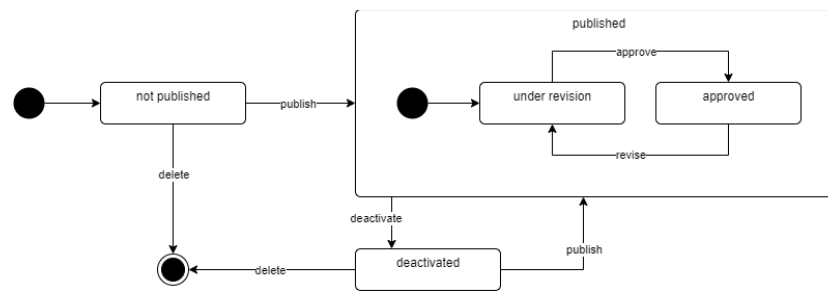 published
approve
not published
under revision
approved
publish
revise
delete
deactivate
publish
deactivated
delete